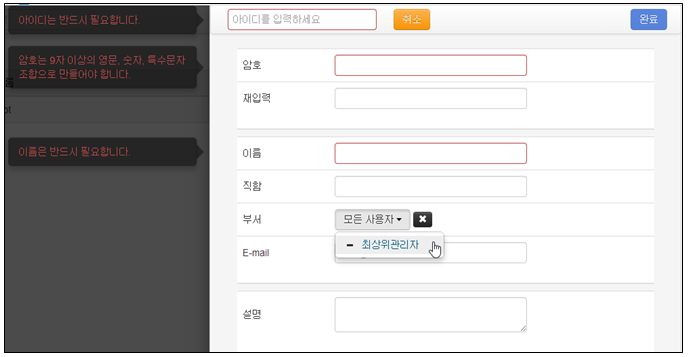 아이디는 반드시 필요합니다.
아이디를 입력하세요
취소
완료
암호는 9자 이상의 영문, 숫자, 특수문자
조합으로 만들어야 합니다.
암호
재입력
이름은 반드시 필요합니다.
이름
직함
부서
모든 사용자
최상위관리자
E-mail
설명